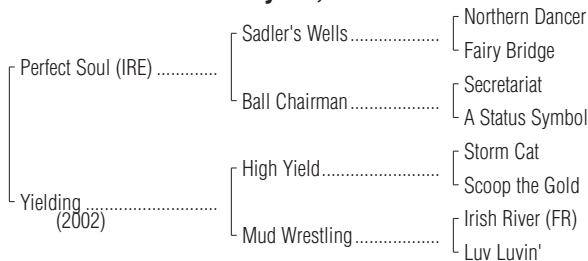 Northern Dancer
Sadler's Wells
Fairy Bridge
Perfect Soul (IRE)
Secretariat
Ball Chairman
A Status Symbol
Storm Cat
High Yield
Scoop the Gold
Yielding
(2002)
Irish River (FR)
Mud Wrestling
Luv Luvin'